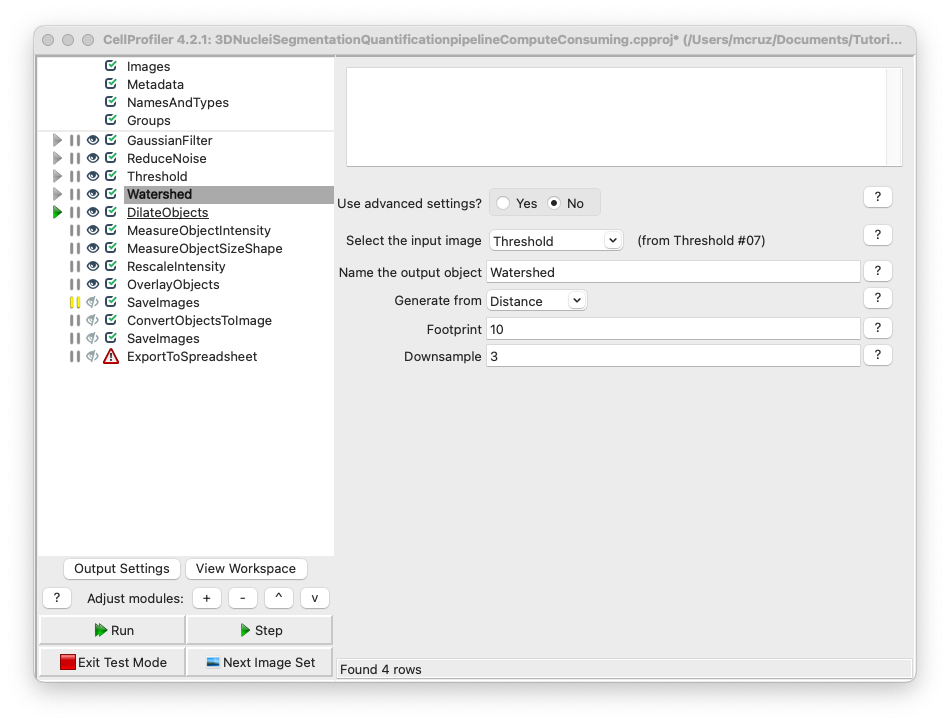 CellProfiler 4.2.1: 3DNucleiSegmentationQuantificationpipelineComputeConsuming.cpproj* (/Users/mcruz/Documents/Tutori...
Images
Metadata
NamesAndTypes
Groups
GaussianFilter
ReduceNoise
Threshold
Watershed
DilateObjects
MeasureObjectIntensity
MeasureObjectSizeShape
RescaleIntensity
OverlayObjects
SaveImages
ConvertObjectsToImage
SaveImages
ExportToSpreadsheet
Output Settings View Workspace
? Adjust modules: + - ^ v
Run Step
Exit Test Mode Next Image Set
Use advanced settings? Yes No ?
Select the input image Threshold (from Threshold #07) ?
Name the output object Watershed ?
Generate from Distance ?
Footprint 10 ?
Downsample 3 ?
Found 4 rows